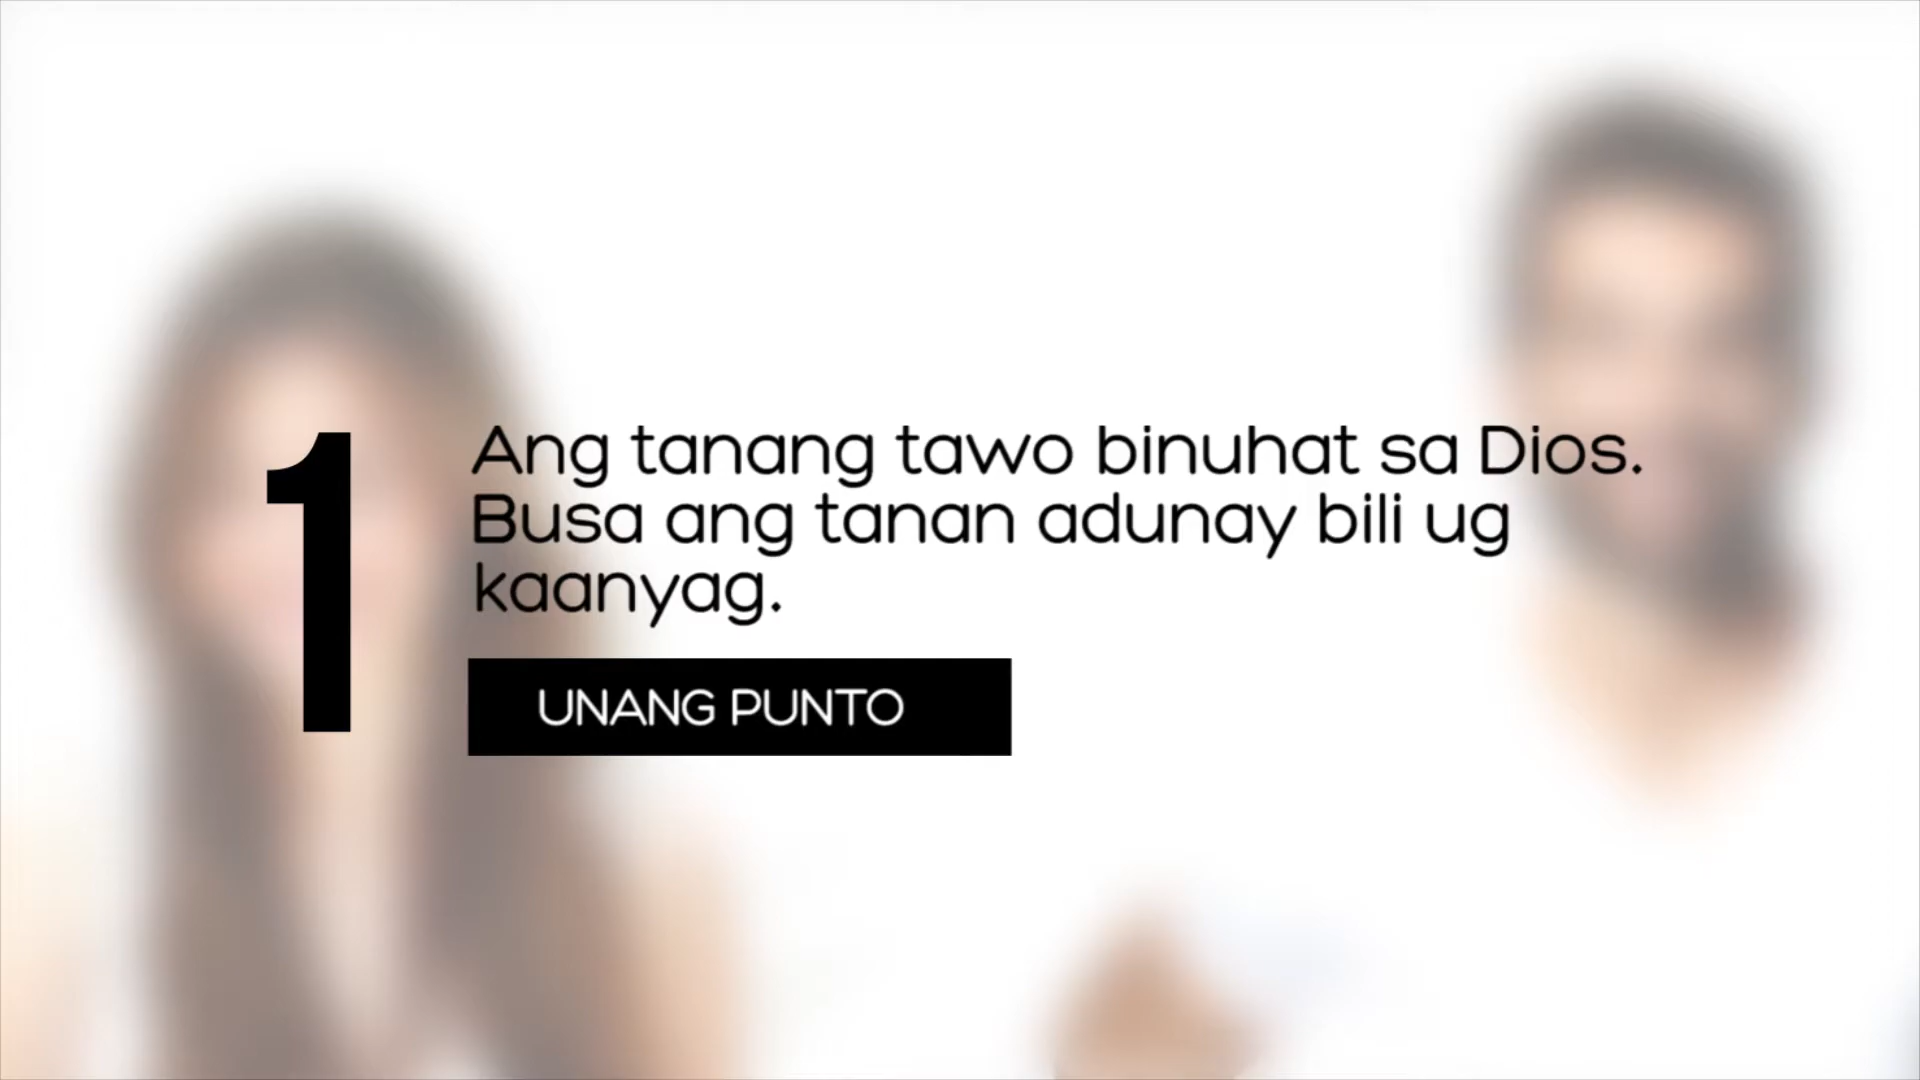 1
Ang tanang tawo binuhat sa Dios.
Busa ang tanan adunay bili ug
kaanyag.
UNANG PUNTO